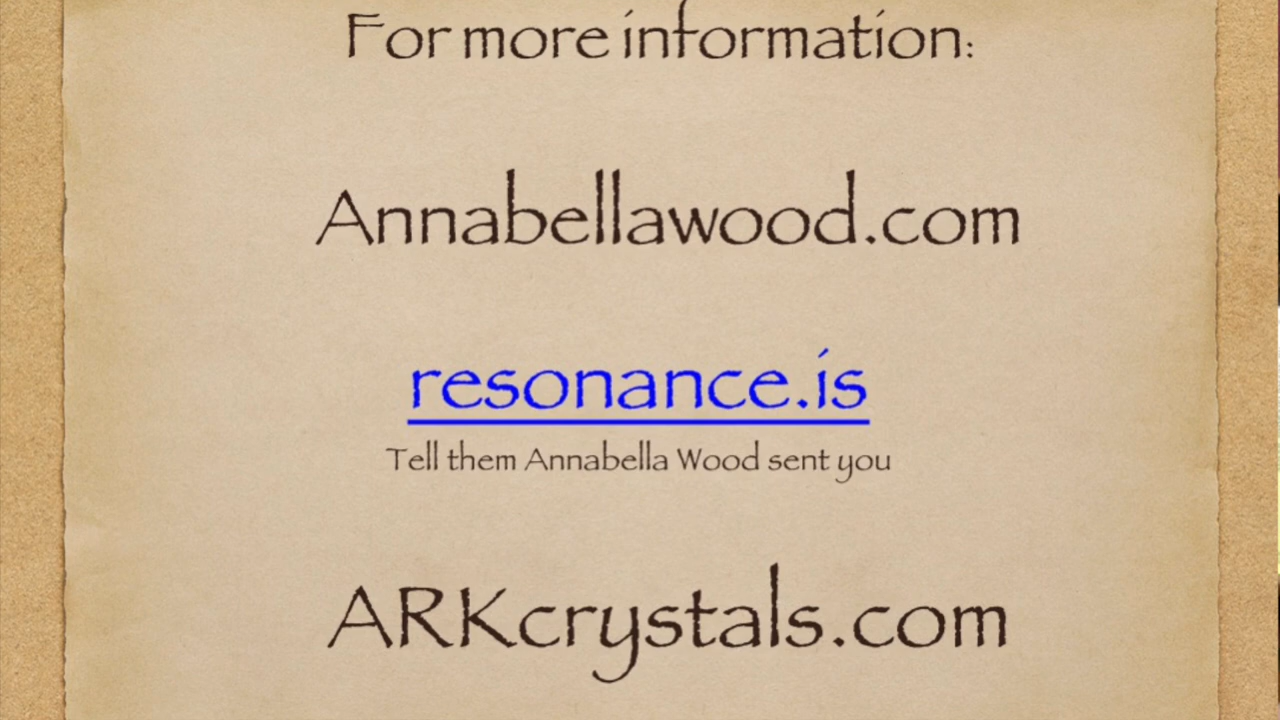 For more information:
Annabellawood.com
resonance.is
Tell them Annabella Wood sent you
ARKcrystals.com